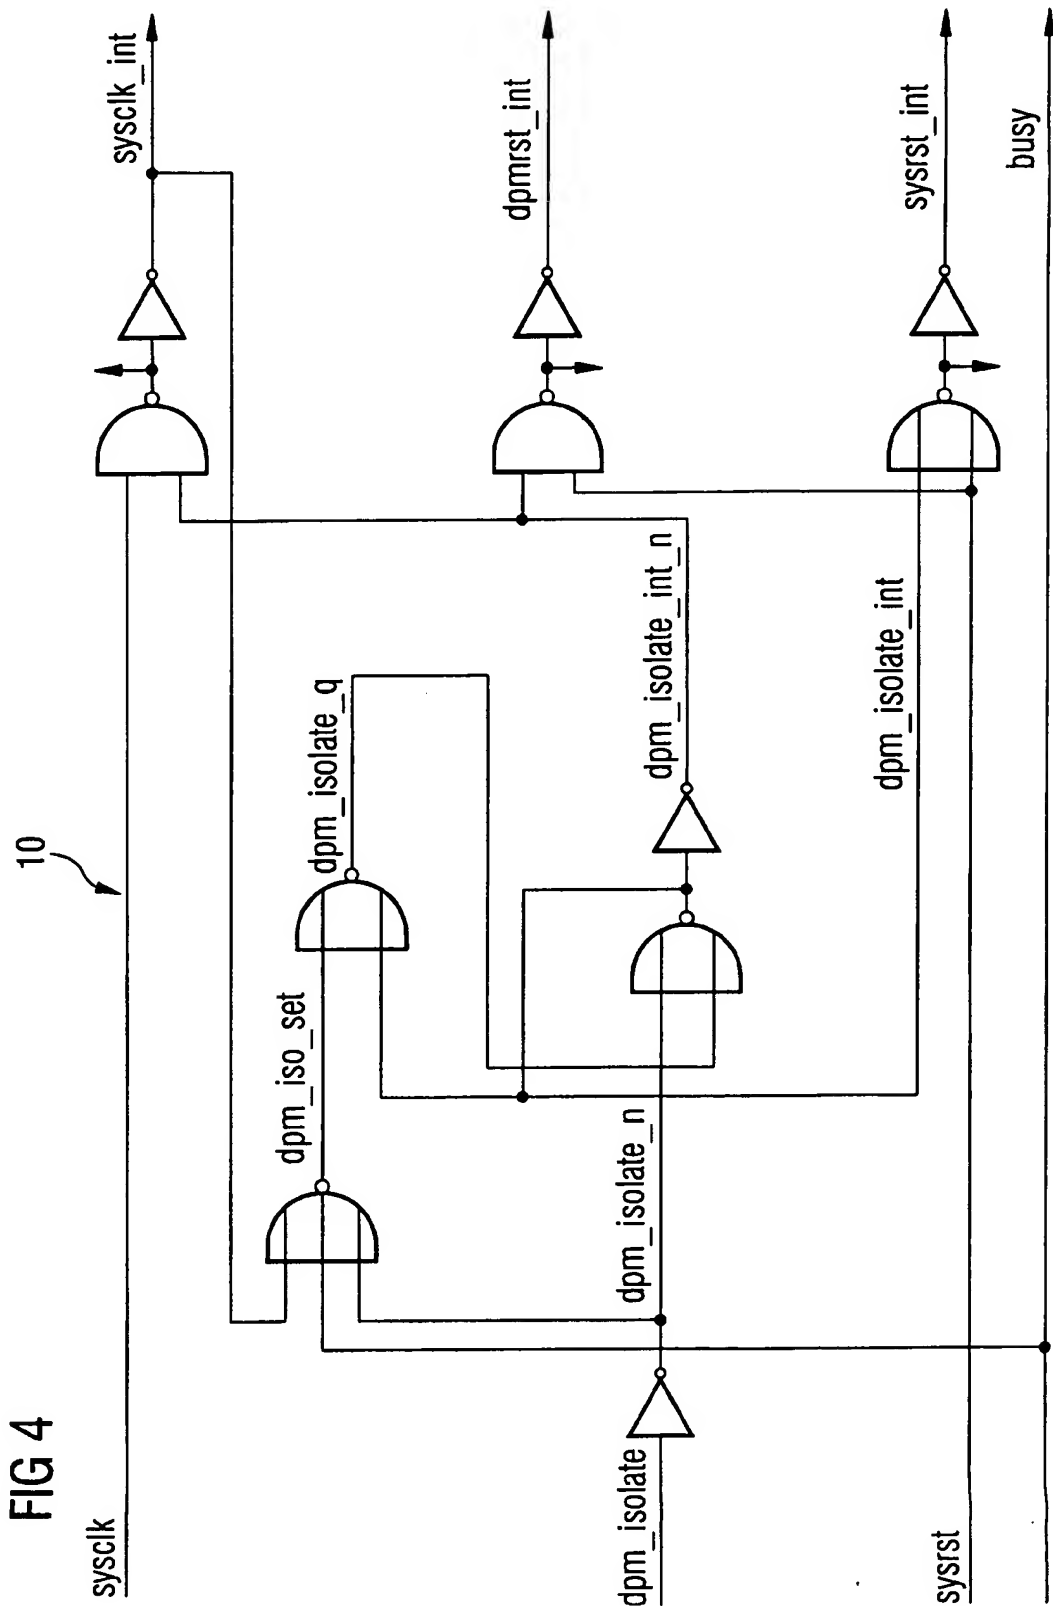 FIG 4
10
sysclk
sysclk_int
dpm_iso_set
dpm_isolate_q
dpmrst_int
dpm_isolate
dpm_isolate_n
dpm_isolate_int_n
dpm_isolate_int
sysrst
sysrst_int
busy